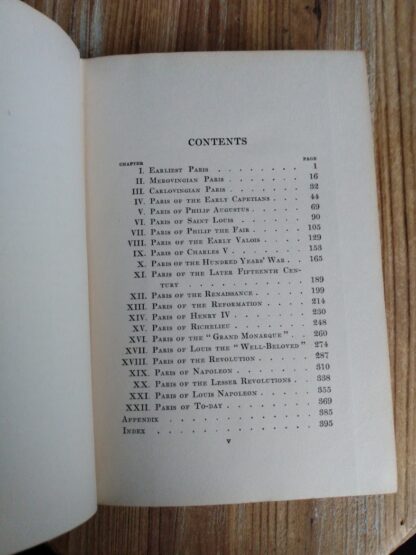 CONTENTS
CHAPTER PAGE
I. Earliest Paris . . . . . . . . 1
II. Merovingian Paris . . . . . . . 16
III. Carlovingian Paris . . . . . . . 32
IV. Paris of the Early Capetians . . . . 44
V. Paris of Philip Augustus . . . . . 69
VI. Paris of Saint Louis . . . . . . 90
VII. Paris of Philip the Fair . . . . . 105
VIII. Paris of the Early Valois . . . . 129
IX. Paris of Charles V . . . . . . 153
X. Paris of the Hundred Years' War . . . 165
XI. Paris of the Later Fifteenth Cen-
tury . . . . . . . . . 189
XII. Paris of the Renaissance . . . . . 199
XIII. Paris of the Reformation . . . . . 214
XIV. Paris of Henry IV . . . . . . 230
XV. Paris of Richelieu . . . . . . 248
XVI. Paris of the "Grand Monarque" . . . 260
XVII. Paris of Louis the "Well-Beloved" . 274
XVIII. Paris of the Revolution . . . . . 287
XIX. Paris of Napoleon . . . . . . 310
XX. Paris of the Lesser Revolutions . . . 338
XXI. Paris of Louis Napoleon . . . . . 355
XXII. Paris of To-day . . . . . . . 369
Appendix . . . . . . . . . . . 385
Index . . . . . . . . . . . . 395
v